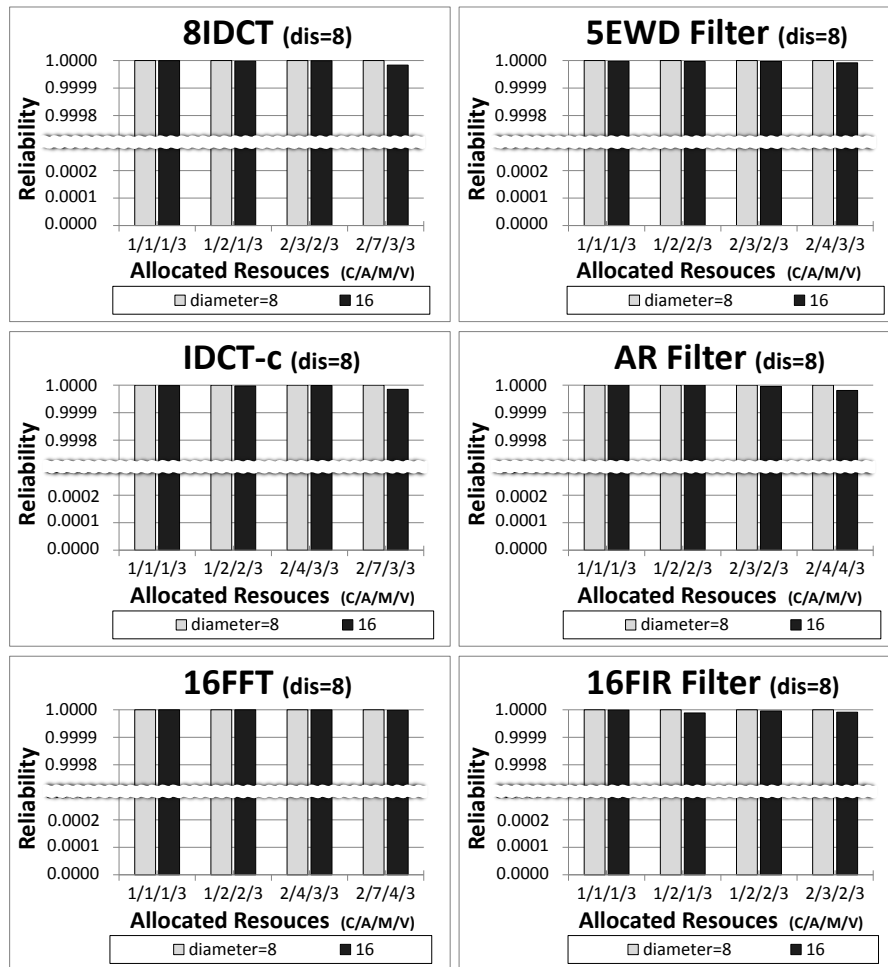 8IDCT (dis=8)
Reliability
1.0000
0.9999
0.9998
0.0002
0.0001
0.0000
1/1/1/3 1/2/1/3 2/3/2/3 2/7/3/3
Allocated Resouces (C/A/M/V)
diameter=8 16
5EWD Filter (dis=8)
Reliability
1.0000
0.9999
0.9998
0.0002
0.0001
0.0000
1/1/1/3 1/2/2/3 2/3/2/3 2/4/3/3
Allocated Resouces (C/A/M/V)
diameter=8 16
IDCT-c (dis=8)
Reliability
1.0000
0.9999
0.9998
0.0002
0.0001
0.0000
1/1/1/3 1/2/2/3 2/4/3/3 2/7/3/3
Allocated Resouces (C/A/M/V)
diameter=8 16
AR Filter (dis=8)
Reliability
1.0000
0.9999
0.9998
0.0002
0.0001
0.0000
1/1/1/3 1/2/2/3 2/3/2/3 2/4/4/3
Allocated Resouces (C/A/M/V)
diameter=8 16
16FFT (dis=8)
Reliability
1.0000
0.9999
0.9998
0.0002
0.0001
0.0000
1/1/1/3 1/2/2/3 2/4/3/3 2/7/4/3
Allocated Resouces (C/A/M/V)
diameter=8 16
16FIR Filter (dis=8)
Reliability
1.0000
0.9999
0.9998
0.0002
0.0001
0.0000
1/1/1/3 1/2/1/3 1/2/2/3 2/3/2/3
Allocated Resouces (C/A/M/V)
diameter=8 16